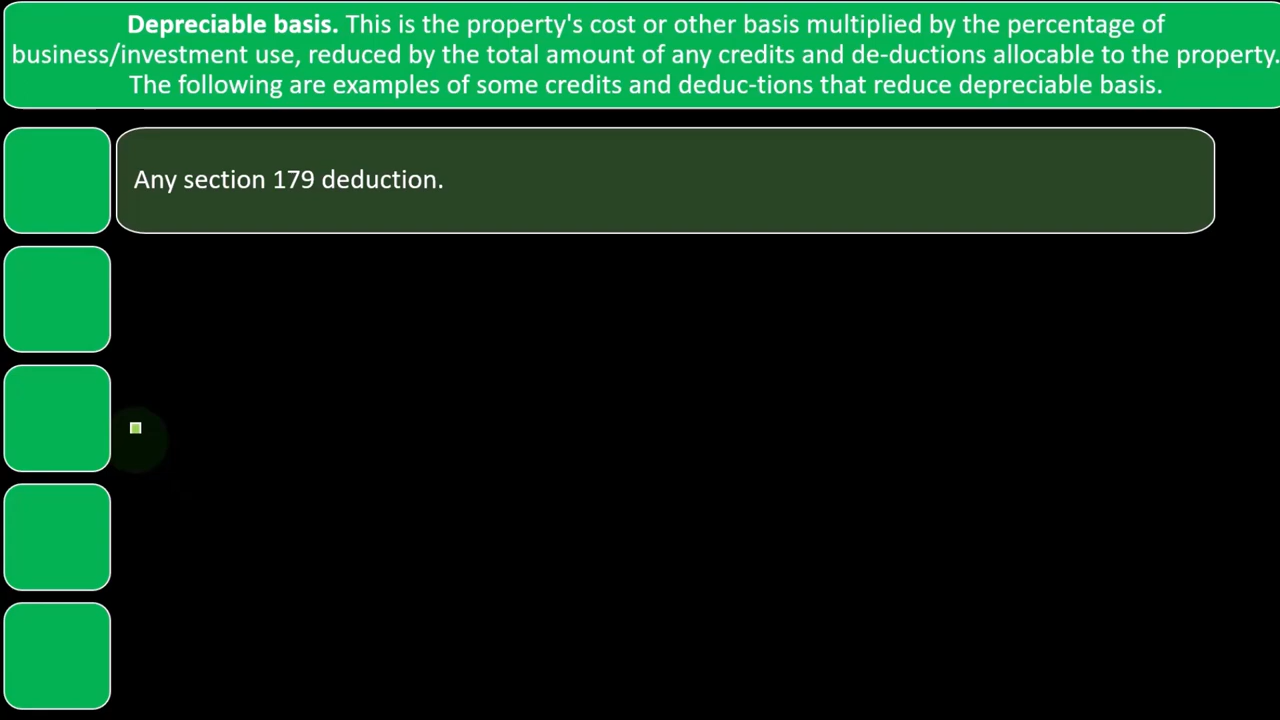 Depreciable basis. This is the property's cost or other basis multiplied by the percentage of
business/investment use, reduced by the total amount of any credits and de-ductions allocable to the property.
The following are examples of some credits and deduc-tions that reduce depreciable basis.
Any section 179 deduction.